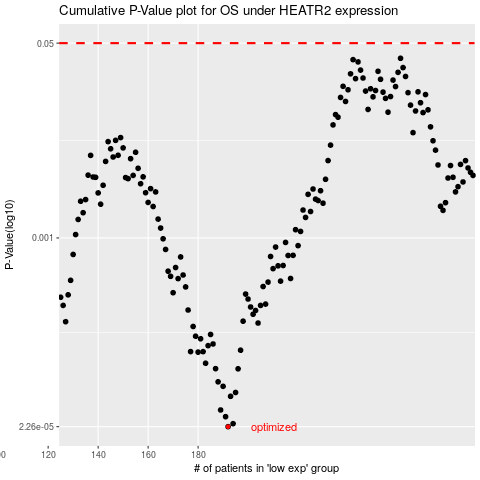 Cumulative P-Value plot for OS under HEATR2 expression
0.05
P-Value(log10)
0.001
2.26e-05
optimized
120 140 160 180
# of patients in 'low exp' group